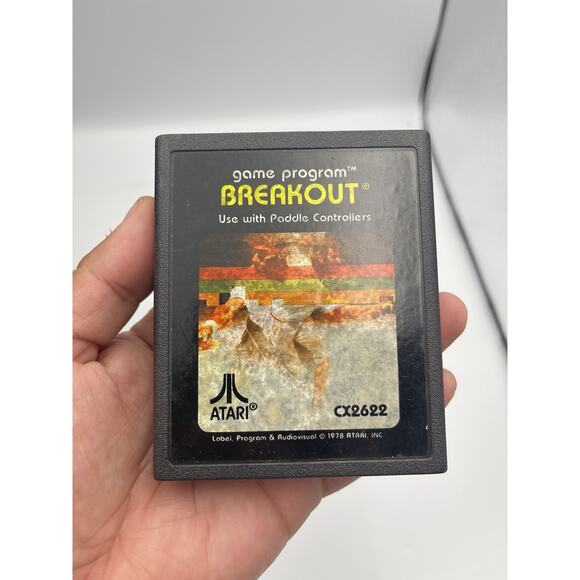 game program™
BREAKOUT®
Use with Paddle Controllers
ATARI®
CX2622
Label, Program & Audiovisual © 1978 ATARI, INC.